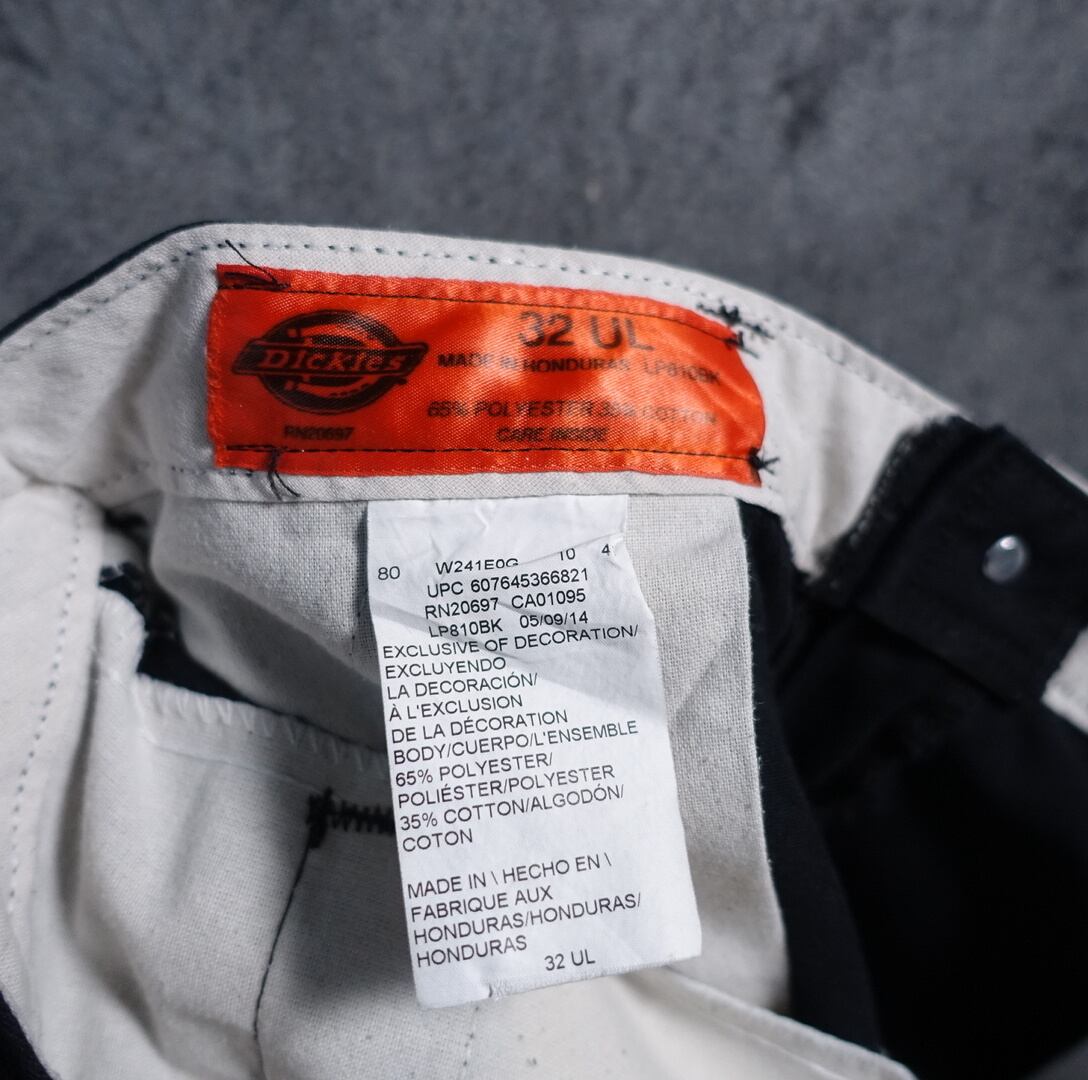 32 UL
Dickies
MADE IN HONDURAS LP810BK
65% POLYESTER 35% COTTON
RN20697
CARE INSIDE
80 W241E0G 10 4
UPC 607645366821
RN20697 CA01095
LP810BK 05/09/14
EXCLUSIVE OF DECORATION/
EXCLUYENDO
LA DECORACIÓN/
À L'EXCLUSION
DE LA DÉCORATION
BODY/CUERPO/L'ENSEMBLE
65% POLYESTER/
POLIÉSTER/POLYESTER
35% COTTON/ALGODÓN/
COTON
MADE IN \ HECHO EN \
FABRIQUE AUX
HONDURAS/HONDURAS/
HONDURAS
32 UL